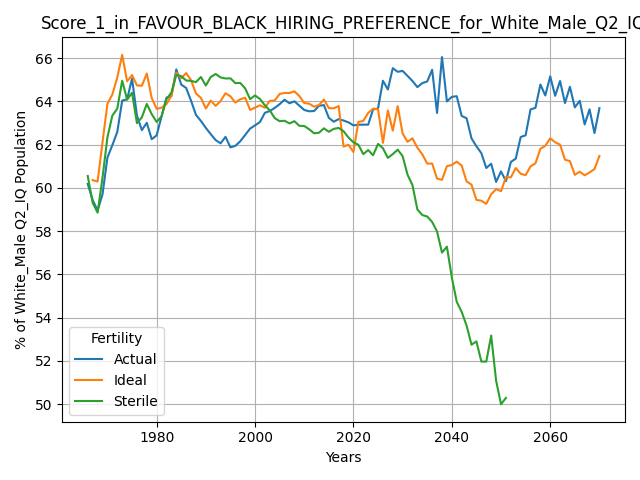 Score_1_in_FAVOUR_BLACK_HIRING_PREFERENCE_for_White_Male_Q2_IQ
% of White_Male Q2_IQ Population
66
64
62
60
58
56
54
52
50
Fertility
Actual
Ideal
Sterile
1980 2000 2020 2040 2060
Years